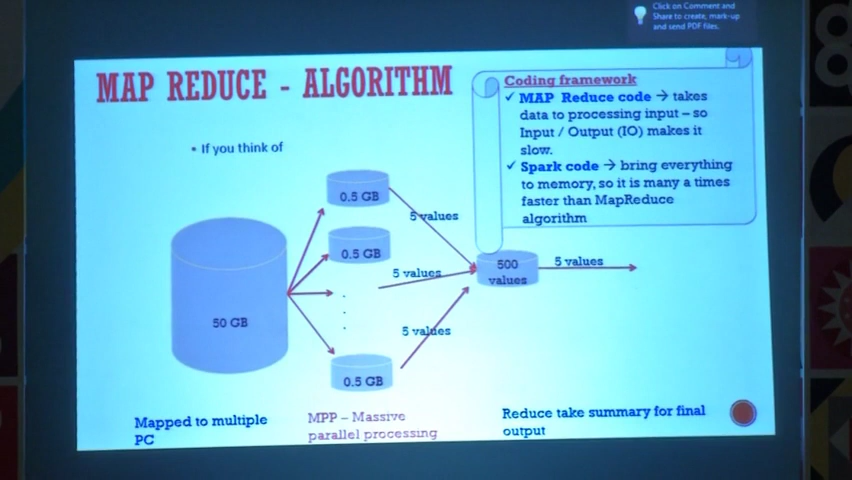 Click on Comment and
Share to create, mark-up
and send PDF files.
MAP REDUCE - ALGORITHM
• If you think of
Coding framework
✓ MAP Reduce code → takes
data to processing input – so
Input / Output (IO) makes it
slow.
✓ Spark code → bring everything
to memory, so it is many a times
faster than MapReduce
algorithm
50 GB
0.5 GB
0.5 GB
.
.
.
0.5 GB
5 values
5 values
5 values
500
values
5 values
Mapped to multiple
PC
MPP – Massive
parallel processing
Reduce take summary for final
output